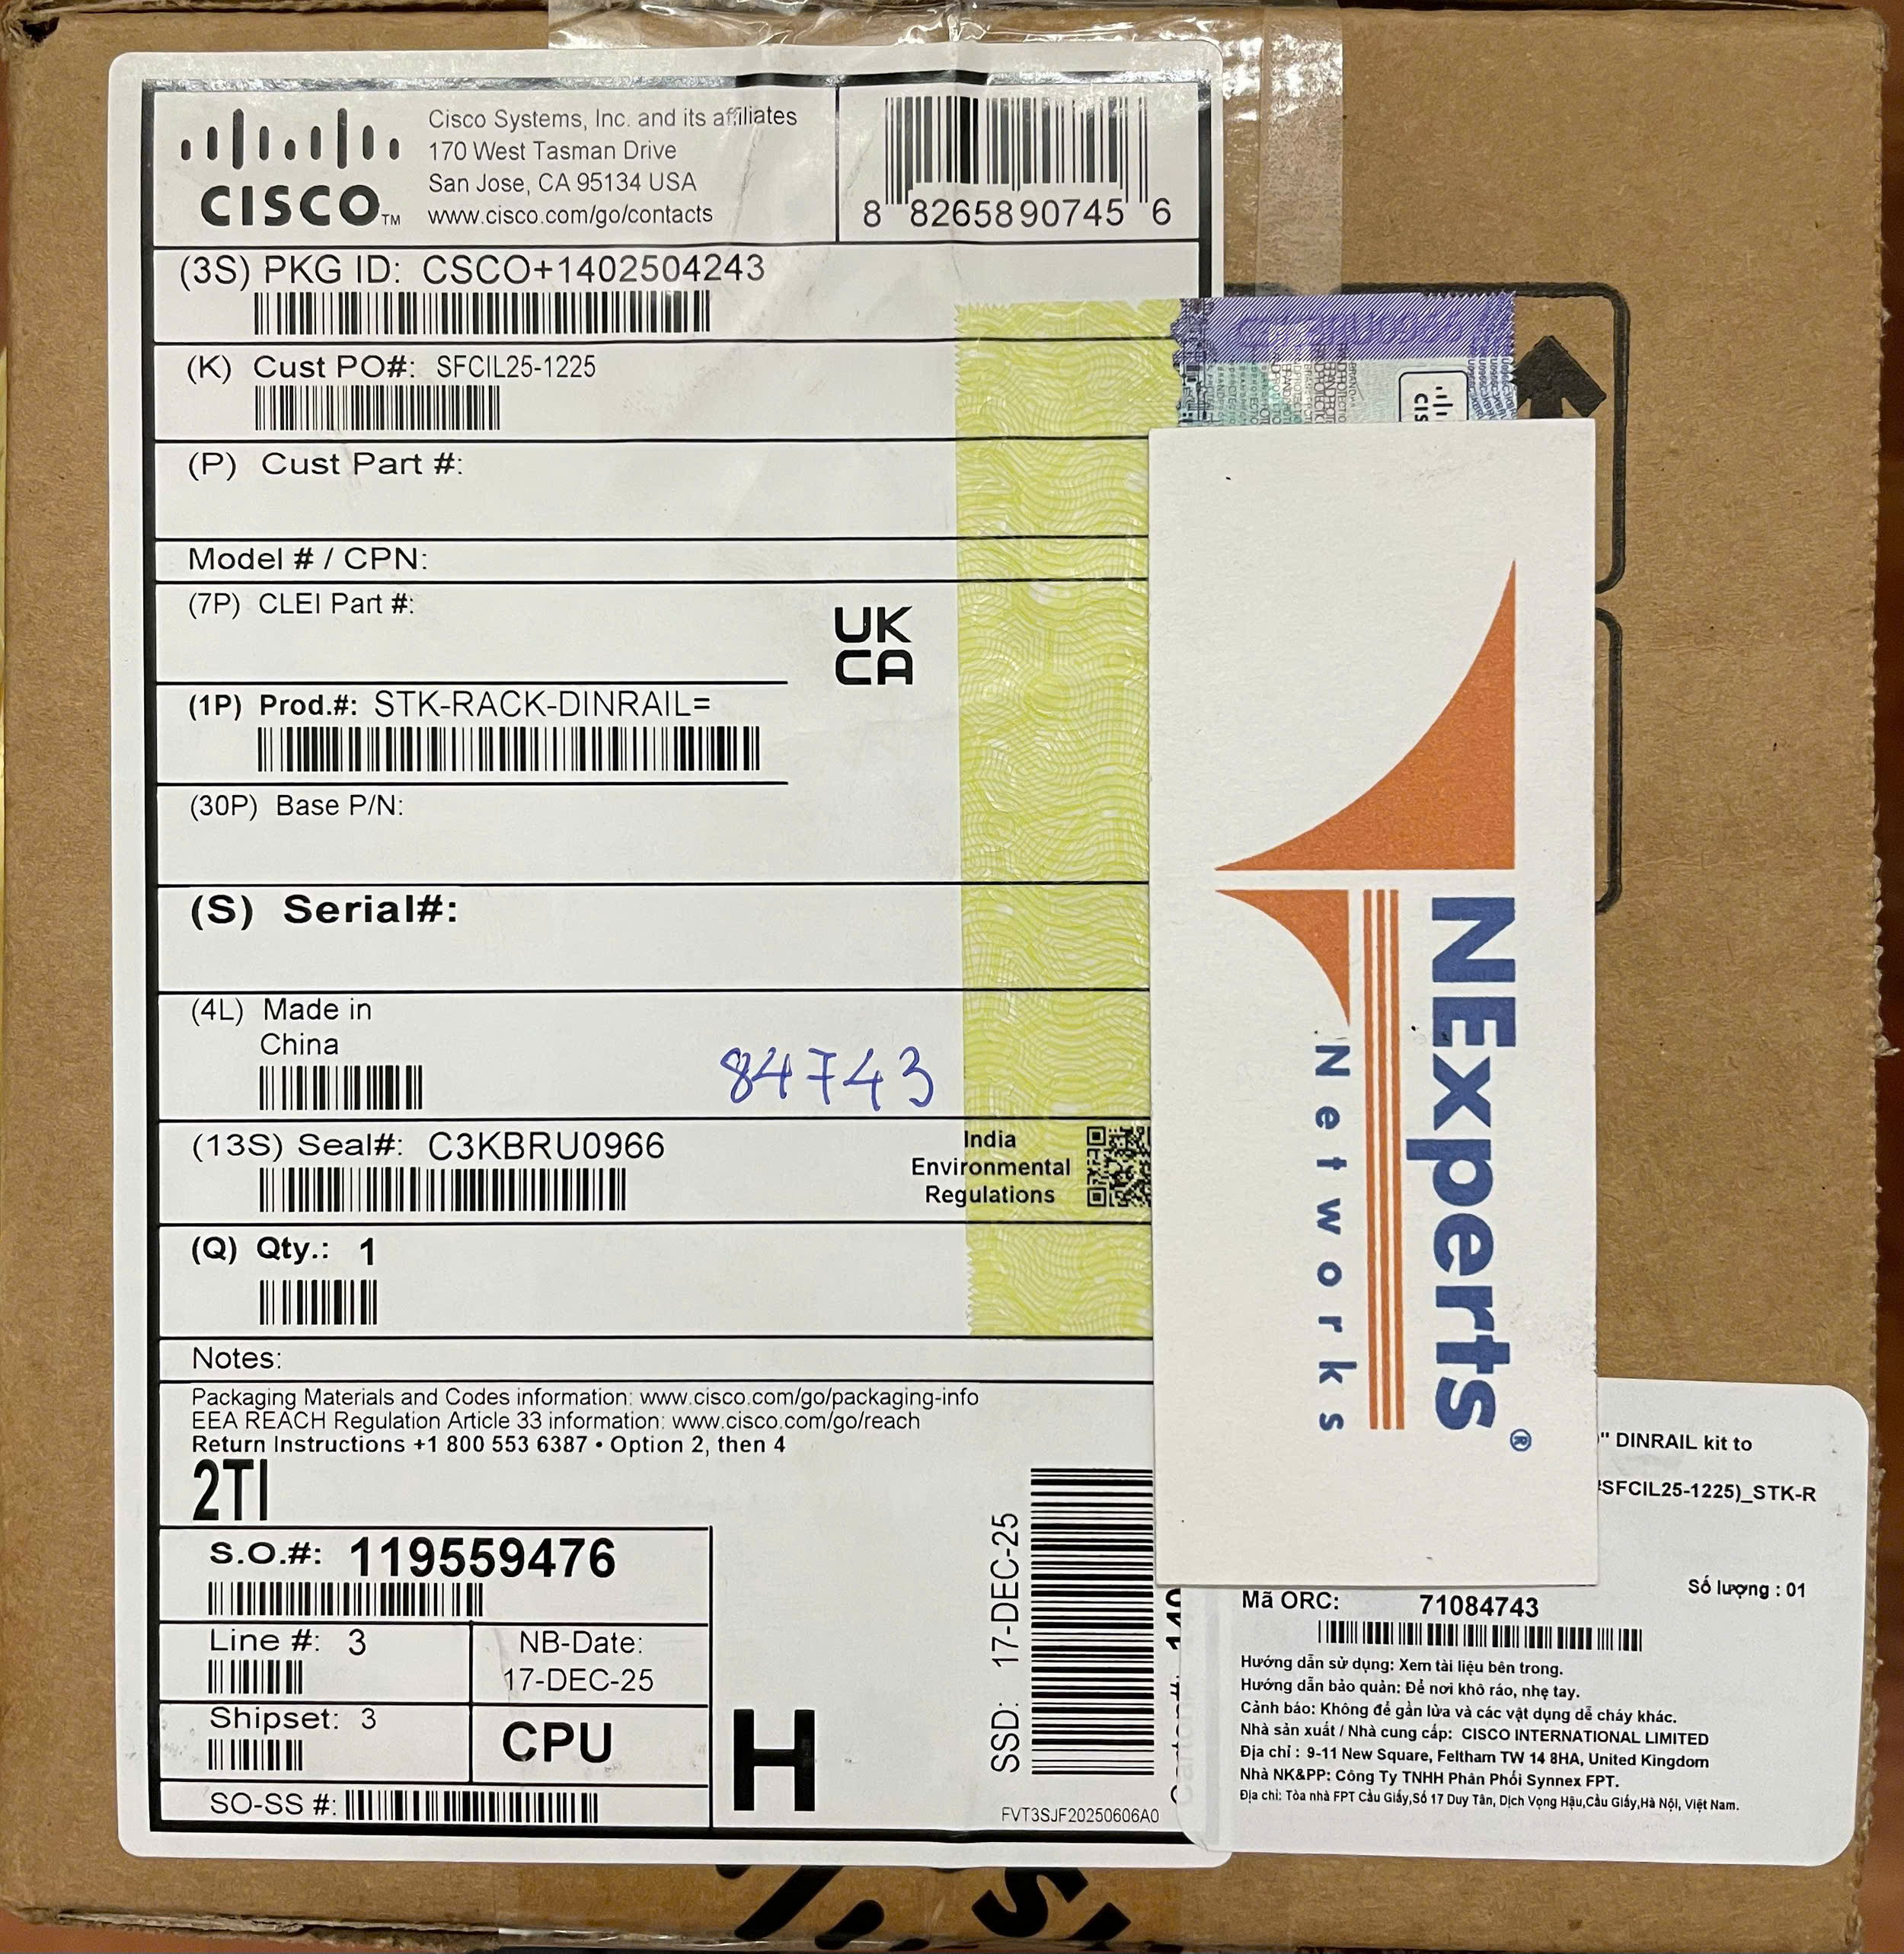 CISCO™
Cisco Systems, Inc. and its affiliates
170 West Tasman Drive
San Jose, CA 95134 USA
www.cisco.com/go/contacts
8 82658 90745 6
(3S) PKG ID: CSCO+1402504243
(K) Cust PO#: SFCIL25-1225
(P) Cust Part #:
Model # / CPN:
(7P) CLEI Part #:
UK
CA
(1P) Prod.#: STK-RACK-DINRAIL=
(30P) Base P/N:
(S) Serial#:
(4L) Made in
China
84743
(13S) Seal#: C3KBRU0966
India
Environmental
Regulations
(Q) Qty.: 1
Notes:
Packaging Materials and Codes information: www.cisco.com/go/packaging-info
EEA REACH Regulation Article 33 information: www.cisco.com/go/reach
Return Instructions +1 800 553 6387 • Option 2, then 4
2TI
S.O.#: 119559476
Line #: 3
NB-Date:
17-DEC-25
Shipset: 3
CPU
SO-SS #:
H
SSD: 17-DEC-25
FVT3SJF20250606A0
CIS
NExperts®
Networks
" DINRAIL kit to
SFCIL25-1225)_STK-R
Số lượng : 01
Mã ORC: 71084743
Hướng dẫn sử dụng: Xem tài liệu bên trong.
Hướng dẫn bảo quản: Để nơi khô ráo, nhẹ tay.
Cảnh báo: Không để gần lửa và các vật dụng dễ cháy khác.
Nhà sản xuất / Nhà cung cấp: CISCO INTERNATIONAL LIMITED
Địa chỉ : 9-11 New Square, Feltham TW 14 8HA, United Kingdom
Nhà NK&PP: Công Ty TNHH Phân Phối Synnex FPT.
Địa chỉ: Tòa nhà FPT Cầu Giấy,Số 17 Duy Tân, Dịch Vọng Hậu,Cầu Giấy,Hà Nội, Việt Nam.